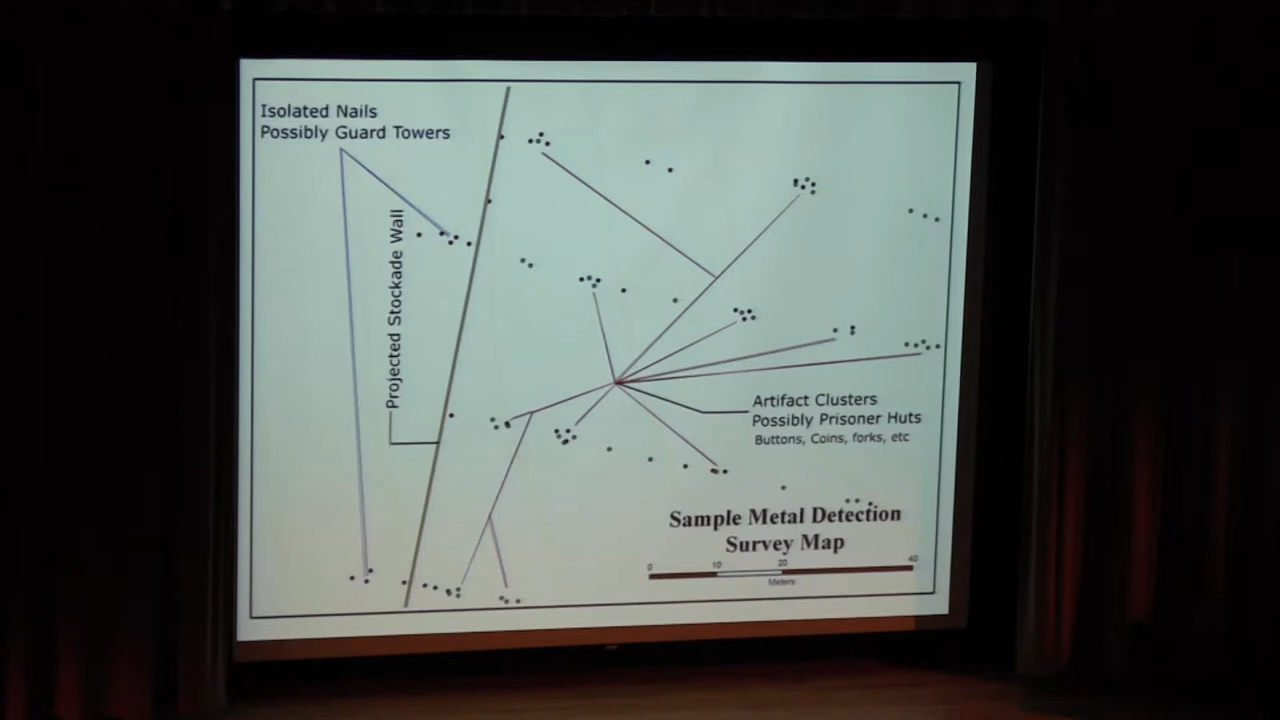 Isolated Nails
Possibly Guard Towers
Projected Stockade Wall
Artifact Clusters
Possibly Prisoner Huts
Buttons, Coins, forks, etc
Sample Metal Detection
Survey Map
0 10 20 40
Meters